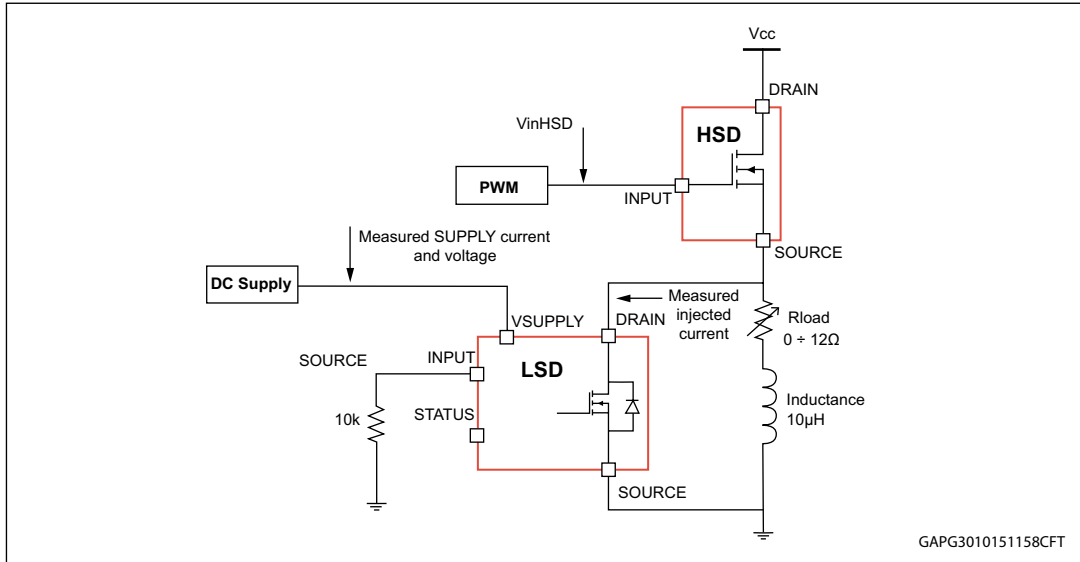 Vcc
DRAIN
HSD
VinHSD
PWM
INPUT
SOURCE
Measured SUPPLY current
and voltage
DC Supply
Measured
injected
current
Rload
0 ÷ 12Ω
VSUPPLY
DRAIN
INPUT
LSD
SOURCE
STATUS
10k
Inductance
10µH
SOURCE
GAPG3010151158CFT